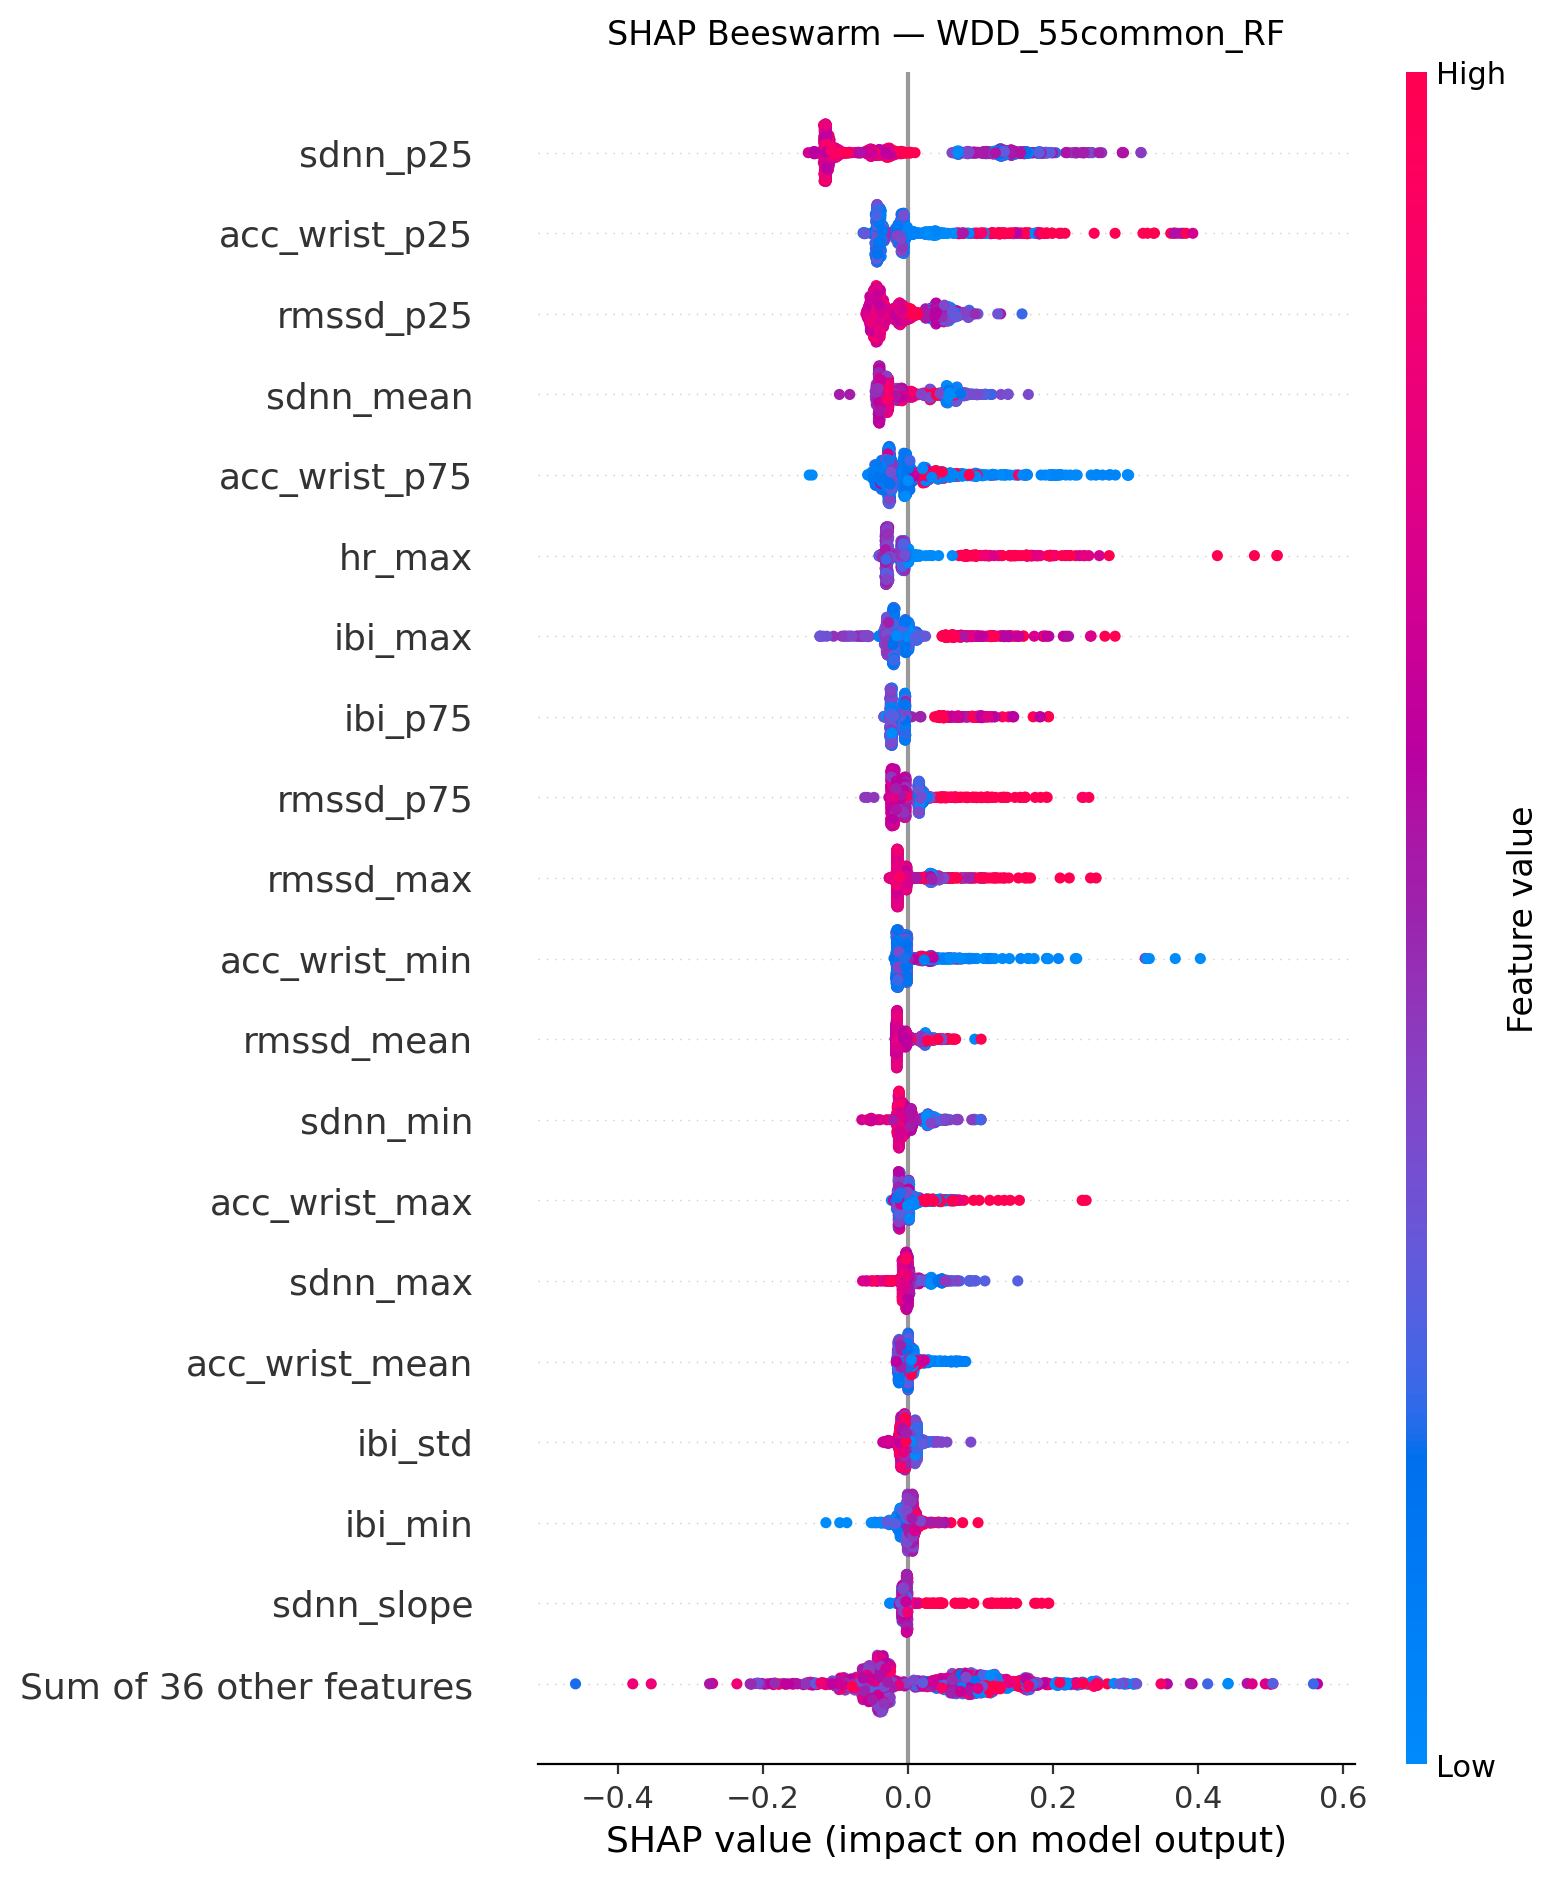 SHAP Beeswarm — WDD_55common_RF
High
sdnn_p25
acc_wrist_p25
rmssd_p25
sdnn_mean
acc_wrist_p75
hr_max
ibi_max
ibi_p75
rmssd_p75
rmssd_max
acc_wrist_min
rmssd_mean
sdnn_min
acc_wrist_max
sdnn_max
acc_wrist_mean
ibi_std
ibi_min
sdnn_slope
Sum of 36 other features
Feature value
Low
−0.4 −0.2 0.0 0.2 0.4 0.6
SHAP value (impact on model output)